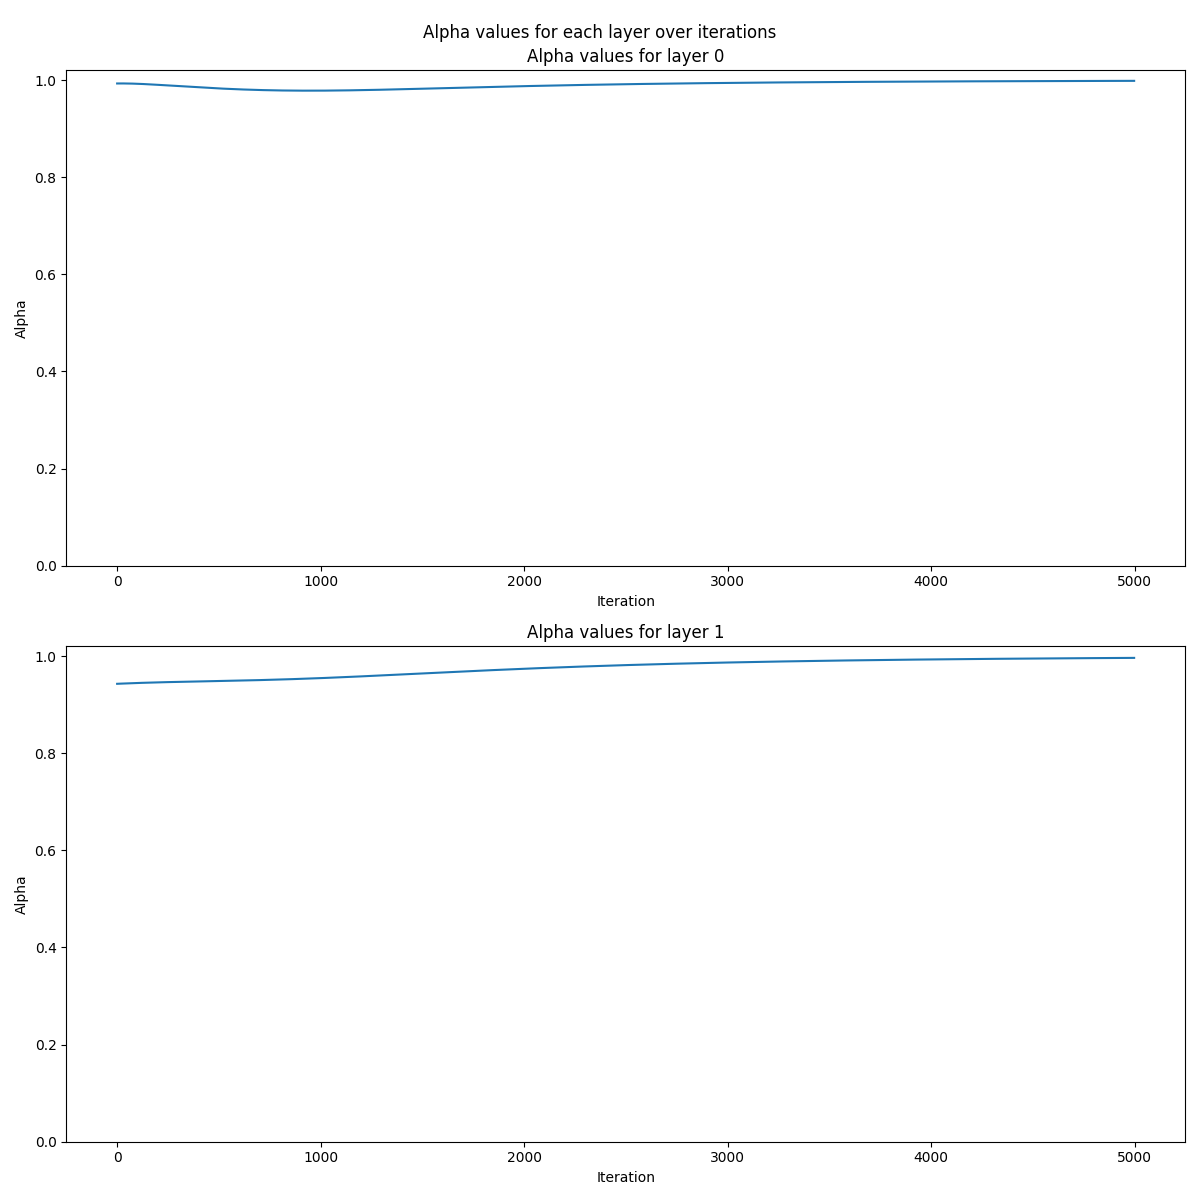 Alpha values for each layer over iterations
Alpha values for layer 0
1.0
0.8
0.6
0.4
0.2
0.0
Alpha
0 1000 2000 3000 4000 5000
Iteration
Alpha values for layer 1
1.0
0.8
0.6
0.4
0.2
0.0
Alpha
0 1000 2000 3000 4000 5000
Iteration